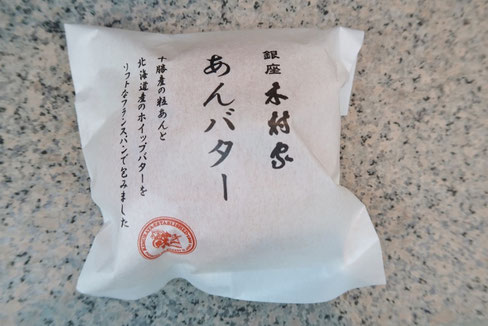 銀座 木村家
あんバター
十勝産の粒あんと
北海道産のホイップバターを
ソフトなフランスパンで包みました